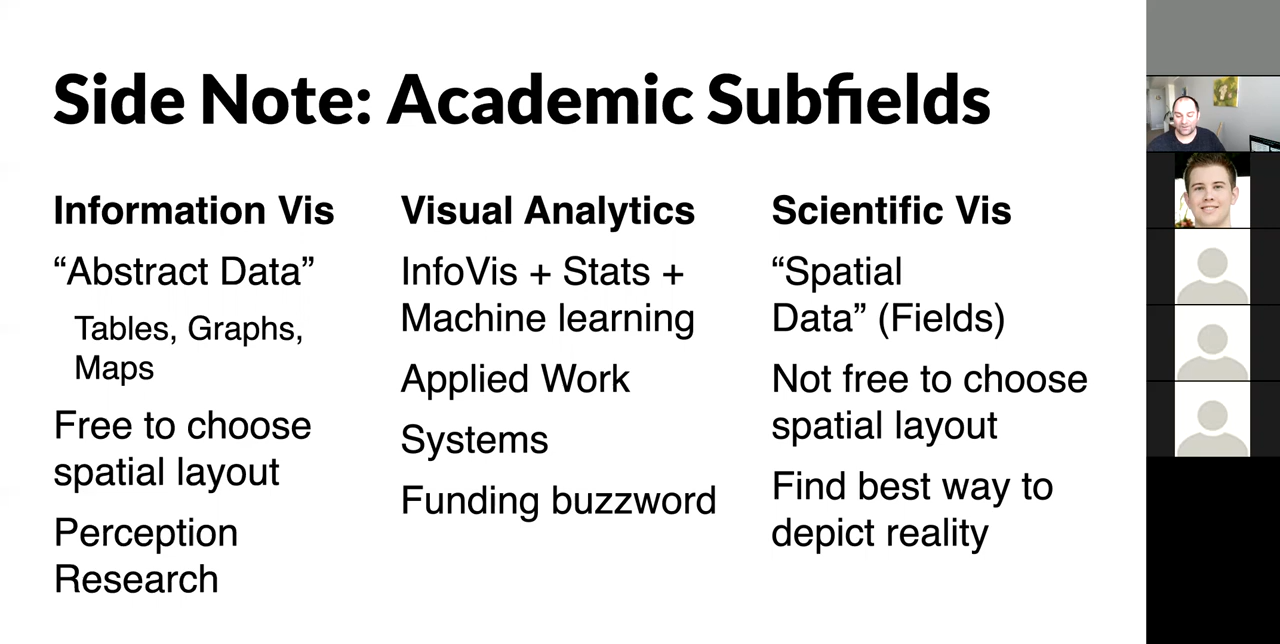 Side Note: Academic Subfields
Information Vis
“Abstract Data”
Tables, Graphs,
Maps
Free to choose
spatial layout
Perception
Research
Visual Analytics
InfoVis + Stats +
Machine learning
Applied Work
Systems
Funding buzzword
Scientific Vis
“Spatial
Data” (Fields)
Not free to choose
spatial layout
Find best way to
depict reality